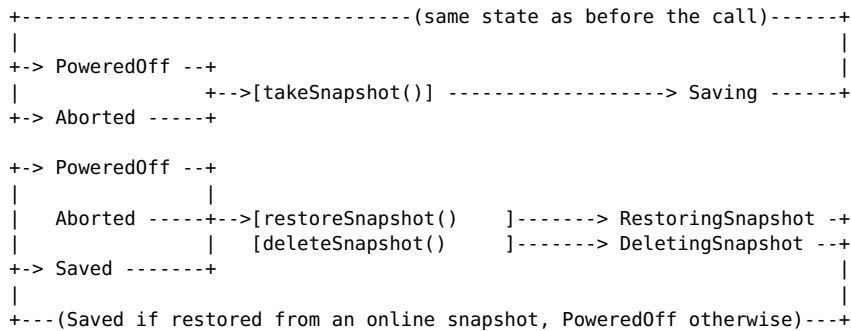 +---------------------------------(same state as before the call)------+
|                                                                      |
+-> PoweredOff --+                                                     |
|                +-->[takeSnapshot()] -------------------> Saving ------+
+-> Aborted -----+

+-> PoweredOff --+
|                |
|   Aborted -----+-->[restoreSnapshot()    ]-------> RestoringSnapshot -+
|                |   [deleteSnapshot()     ]-------> DeletingSnapshot --+
+-> Saved -------+                                                     |
|                                                                      |
+---(Saved if restored from an online snapshot, PoweredOff otherwise)---+